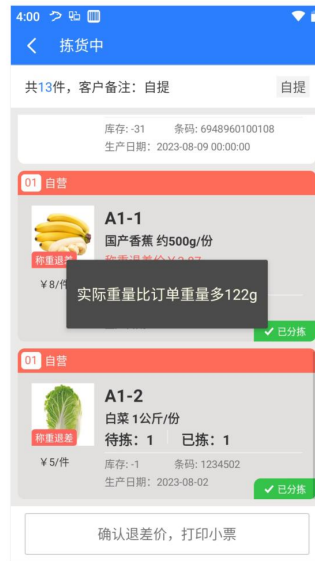 4:00
拣货中
共13件，客户备注：自提
自提
库存: -31 条码: 6948960100108
生产日期: 2023-08-09 00:00:00
01 自营
A1-1
国产香蕉 约500g/份
称重退差
¥8/件
实际重量比订单重量多122g
已分拣
01 自营
A1-2
白菜 1公斤/份
称重退差
待拣：1 已拣：1
¥5/件
库存: -1 条码: 1234502
生产日期: 2023-08-02
已分拣
确认退差价，打印小票